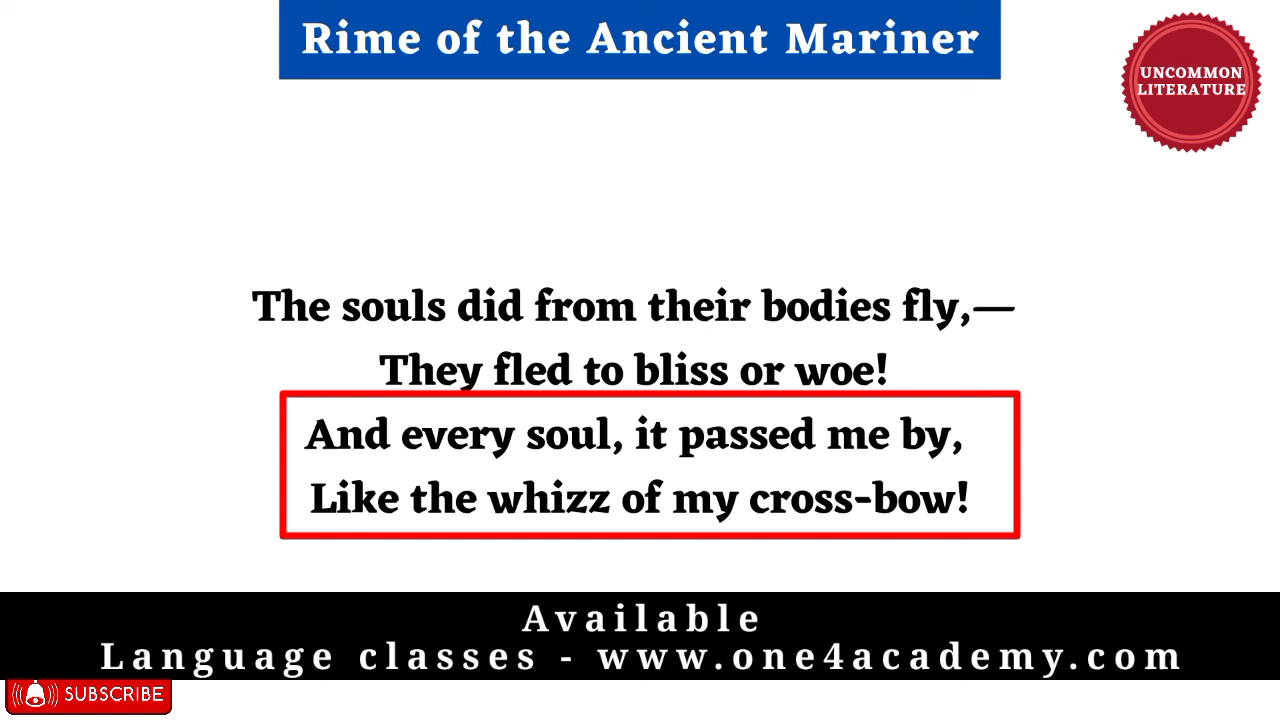 Rime of the Ancient Mariner
UNCOMMON
LITERATURE
The souls did from their bodies fly,—
They fled to bliss or woe!
And every soul, it passed me by,
Like the whizz of my cross-bow!
Available
Language classes - www.one4academy.com
SUBSCRIBE